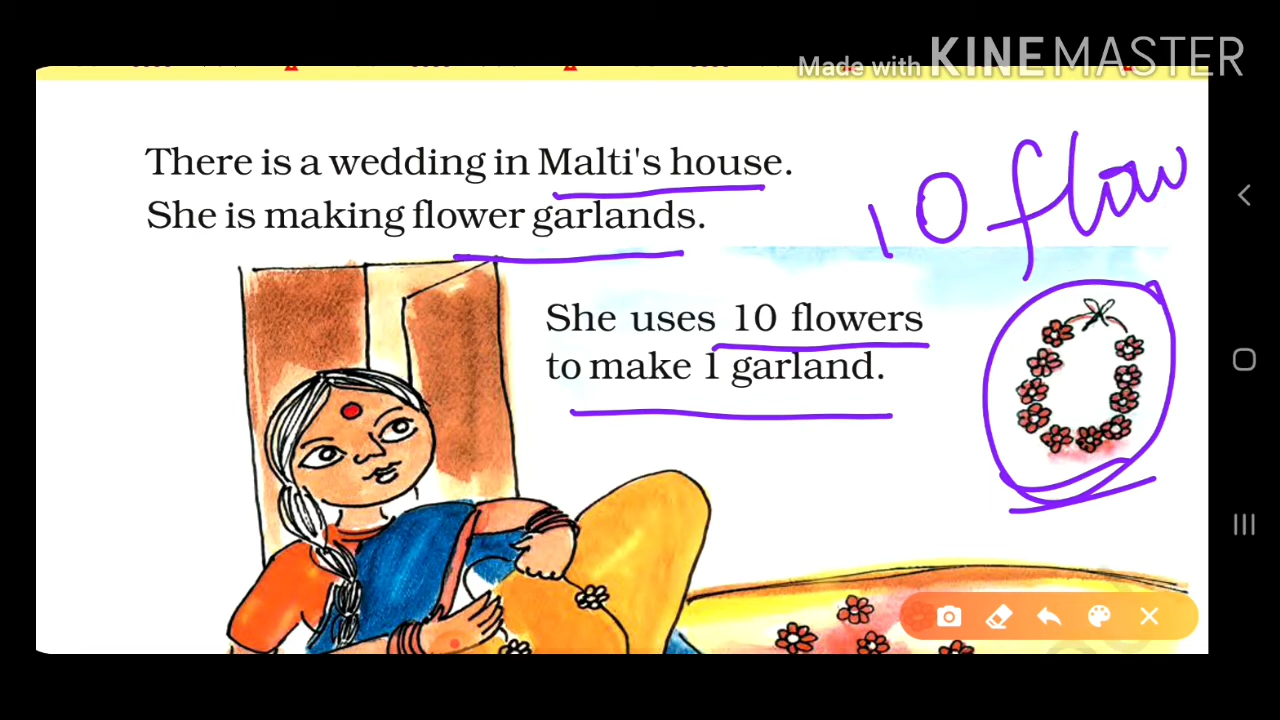 Made with KINEMASTER
There is a wedding in Malti's house.
She is making flower garlands.
10 flow
She uses 10 flowers
to make 1 garland.